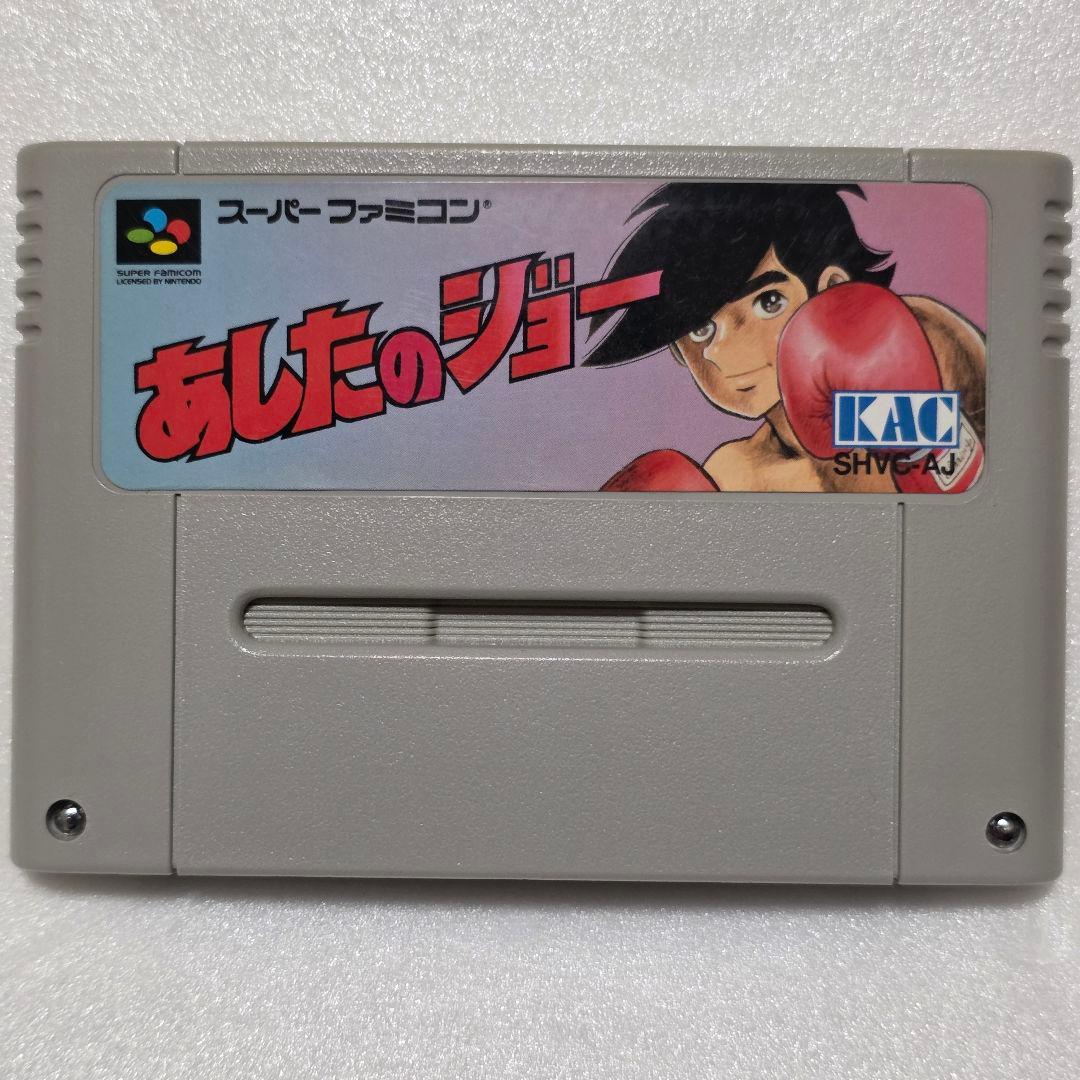 スーパーファミコン®
SUPER FAMICOM
LICENSED BY NINTENDO
あしたのジョー
KAC
SHVC-AJ